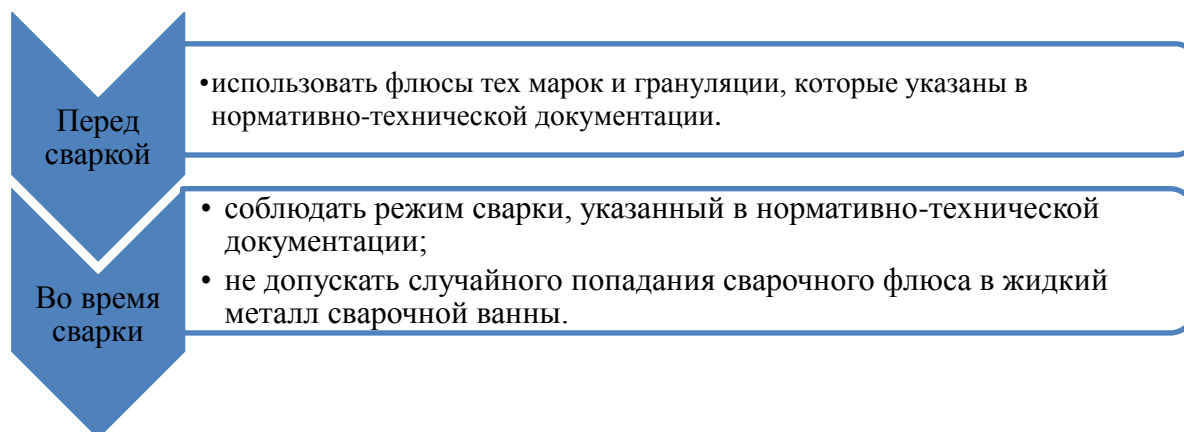 Перед
сваркой
•использовать флюсы тех марок и грануляции, которые указаны в
нормативно-технической документации.
Во время
сварки
• соблюдать режим сварки, указанный в нормативно-технической
документации;
• не допускать случайного попадания сварочного флюса в жидкий
металл сварочной ванны.